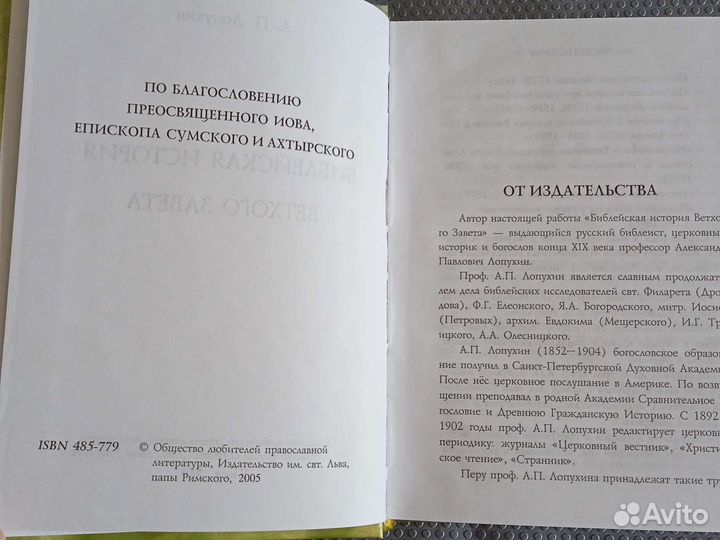 ПО БЛАГОСЛОВЕНИЮ
ПРЕОСВЯЩЕННОГО ИОВА,
ЕПИСКОПА СУМСКОГО И АХТЫРСКОГО
ISBN 485-779
© Общество любителей православной
литературы, Издательство им. свт. Льва,
папы Римского, 2005
ОТ ИЗДАТЕЛЬСТВА
Автор настоящей работы «Библейская история Ветхо-
го Завета» — выдающийся русский библеист, церковны
историк и богослов конца XIX века профессор Александ
Павлович Лопухин.
Проф. А.П. Лопухин является славным продолжат
лем дела библейских исследователей свт. Филарета (Дро
дова), Ф.Г. Елеонского, Я.А. Богородского, митр. Иоси
(Петровых), архим. Евдокима (Мещерского), И.Г. Тр
ицкого, А.А. Олесницкого.
А.П. Лопухин (1852—1904) богословское образова
ние получил в Санкт-Петербургской Духовной Академи
После неё церковное послушание в Америке. По возвр
щении преподавал в родной Академии Сравнительное
гословие и Древнюю Гражданскую Историю. С 1892
1902 годы проф. А.П. Лопухин редактирует церковн
периодику: журналы «Церковный вестник», «Христи
ское чтение», «Странник».
Перу проф. А.П. Лопухина принадлежат такие тру
Avito